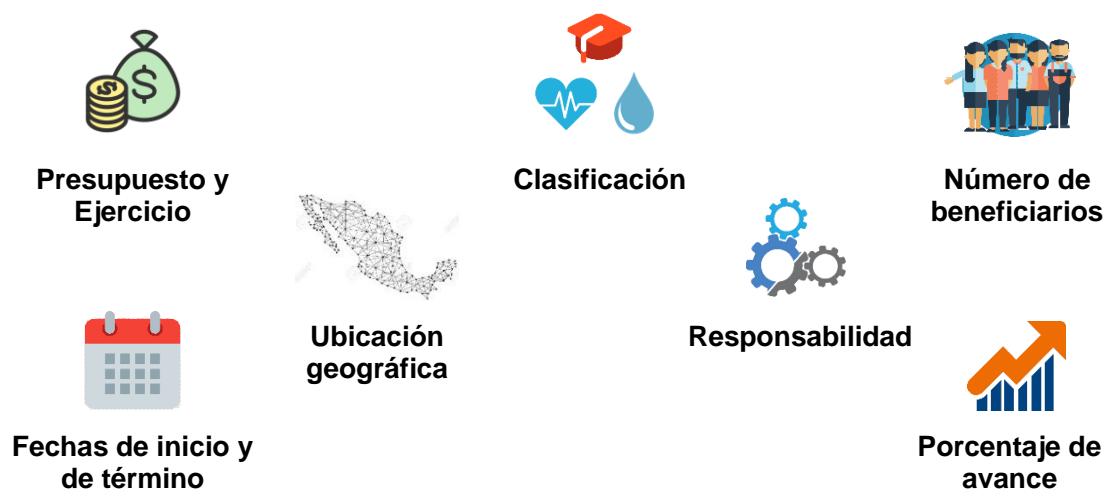 Presupuesto y
Ejercicio
Clasificación
Número de
beneficiarios
Ubicación
geográfica
Responsabilidad
Fechas de inicio y
de término
Porcentaje de
avance